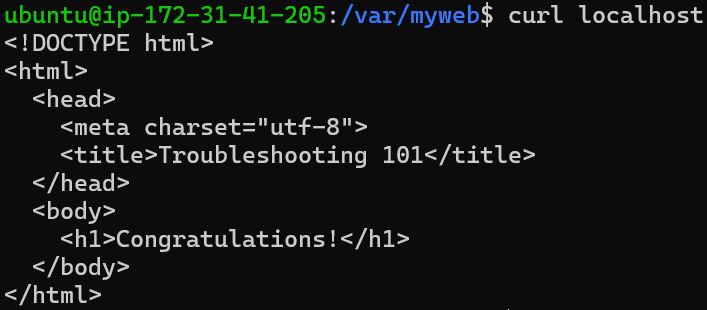 ubuntu@ip-172-31-41-205:/var/myweb$ curl localhost
<!DOCTYPE html>
<html>
  <head>
    <meta charset="utf-8">
    <title>Troubleshooting 101</title>
  </head>
  <body>
    <h1>Congratulations!</h1>
  </body>
</html>